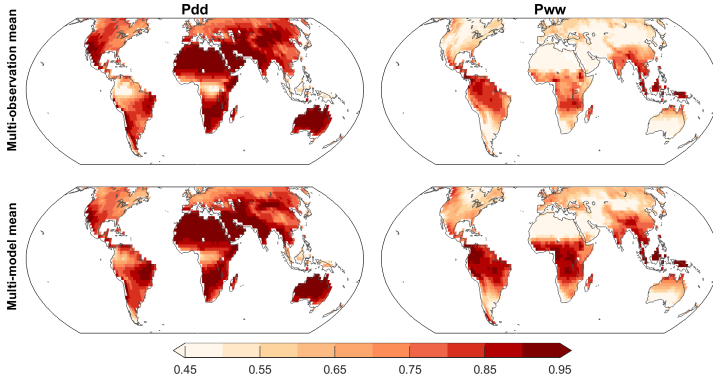 Pdd
Pww
Multi-observation mean
Multi-model mean
0.45 0.55 0.65 0.75 0.85 0.95